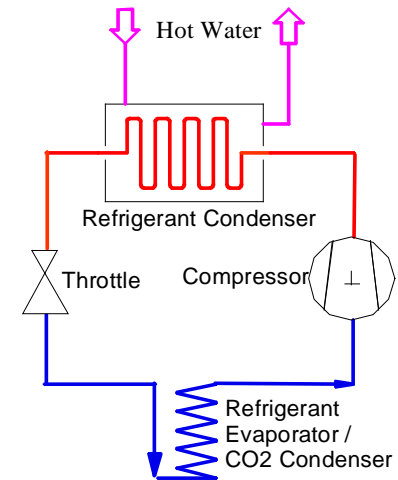 Hot Water
Refrigerant Condenser
Throttle
Compressor
Refrigerant
Evaporator /
CO2 Condenser